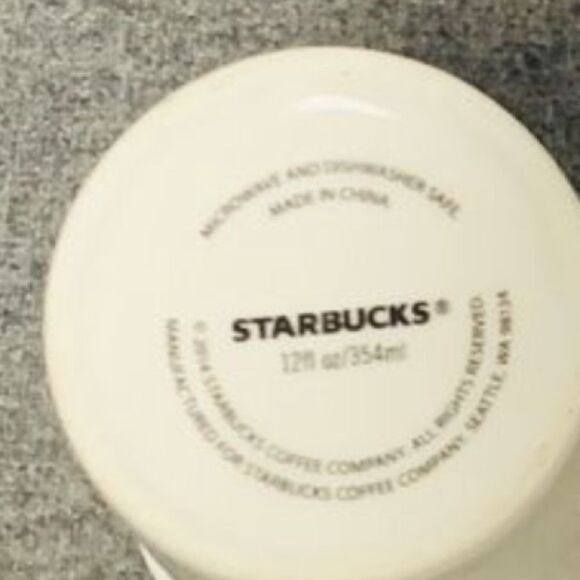 MICROWAVE AND DISHWASHER SAFE
MADE IN CHINA
STARBUCKS®
12fl oz/354ml
© 2014 STARBUCKS COFFEE COMPANY. ALL RIGHTS RESERVED.
MANUFACTURED FOR STARBUCKS COFFEE COMPANY. SEATTLE, WA 98134